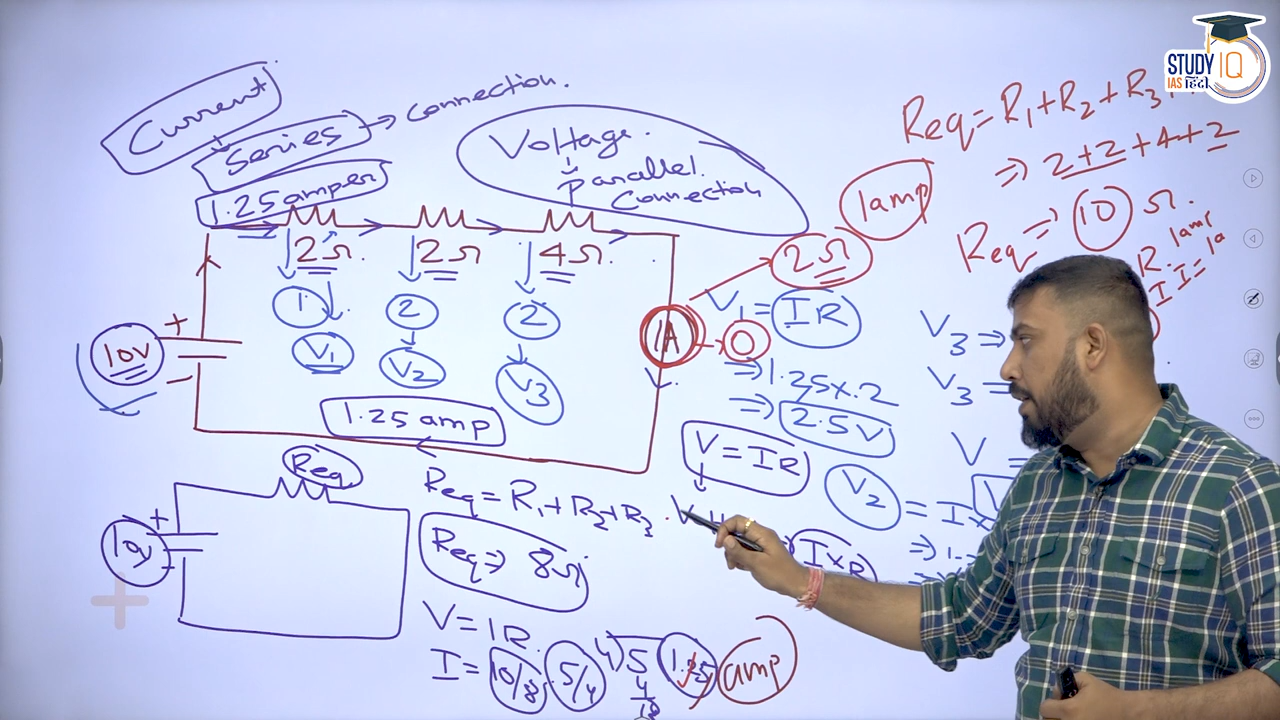 STUDY IQ
IAS हिंदी
Current
Series → Connection.
1.25 amper
Voltage.
Parallel.
Connection
lamp
Req = R1 + R2 + R3 +
⇒ 2+2+4+2
Req ⇒ 10 Ω.
R lamp
2Ω. 2Ω 4Ω. 2Ω
1 2 2
V1 V2 V3
10V
+
-
1A → 0
1.25 amp
V1 = IR
⇒ 1.25 x 2
⇒ 2.5V
V = IR
V2 = I x
⇒ I x R
V3 ⇒
V3 =
V =
⇒ 1.
Req
10V
+
-
Req = R1 + R2 + R3.
Req ⇒ 8Ω
V = IR.
I = 10/8 5/4 4)5 1.25 amp
4